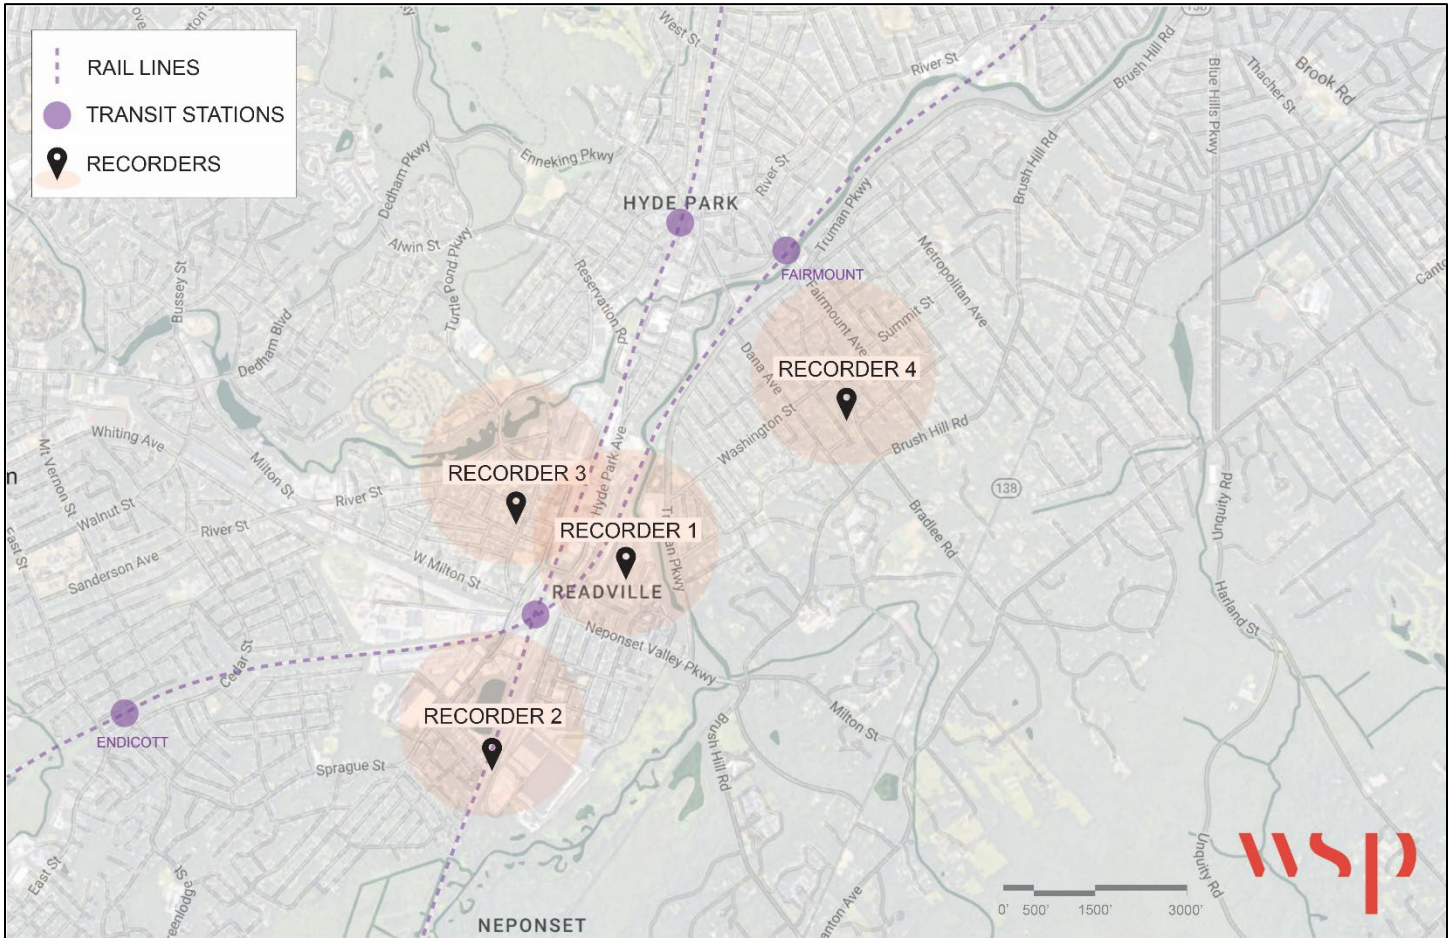 RAIL LINES
TRANSIT STATIONS
RECORDERS
West St
River St
Brush Hill Rd
138
Blue Hills Pkwy
Thacher St
Brook Rd
Enneking Pkwy
Dedham Pkwy
River St
Brush Hill Rd
Truman Pkwy
HYDE PARK
Alwin St
Turtle Pond Pkwy
Bussey St
Reservation Rd
FAIRMOUNT
Metropolitan Ave
Fairmount Ave
Summit St
Dedham Blvd
Dana Ave
RECORDER 4
Washington St
Brush Hill Rd
Whiting Ave
Mt Vernon St
Milton St
Hyde Park Ave
RECORDER 3
138
Unquity Rd
River St
Walnut St
River St
RECORDER 1
Bradlee Rd
East St
Sanderson Ave
W Milton St
READVILLE
Harland St
Neponset Valley Pkwy
Cedar St
RECORDER 2
ENDICOTT
Milton St
Brush Hill Rd
Sprague St
Unquity Rd
East St
wsp
0' 500' 1500' 3000'
NEPONSET